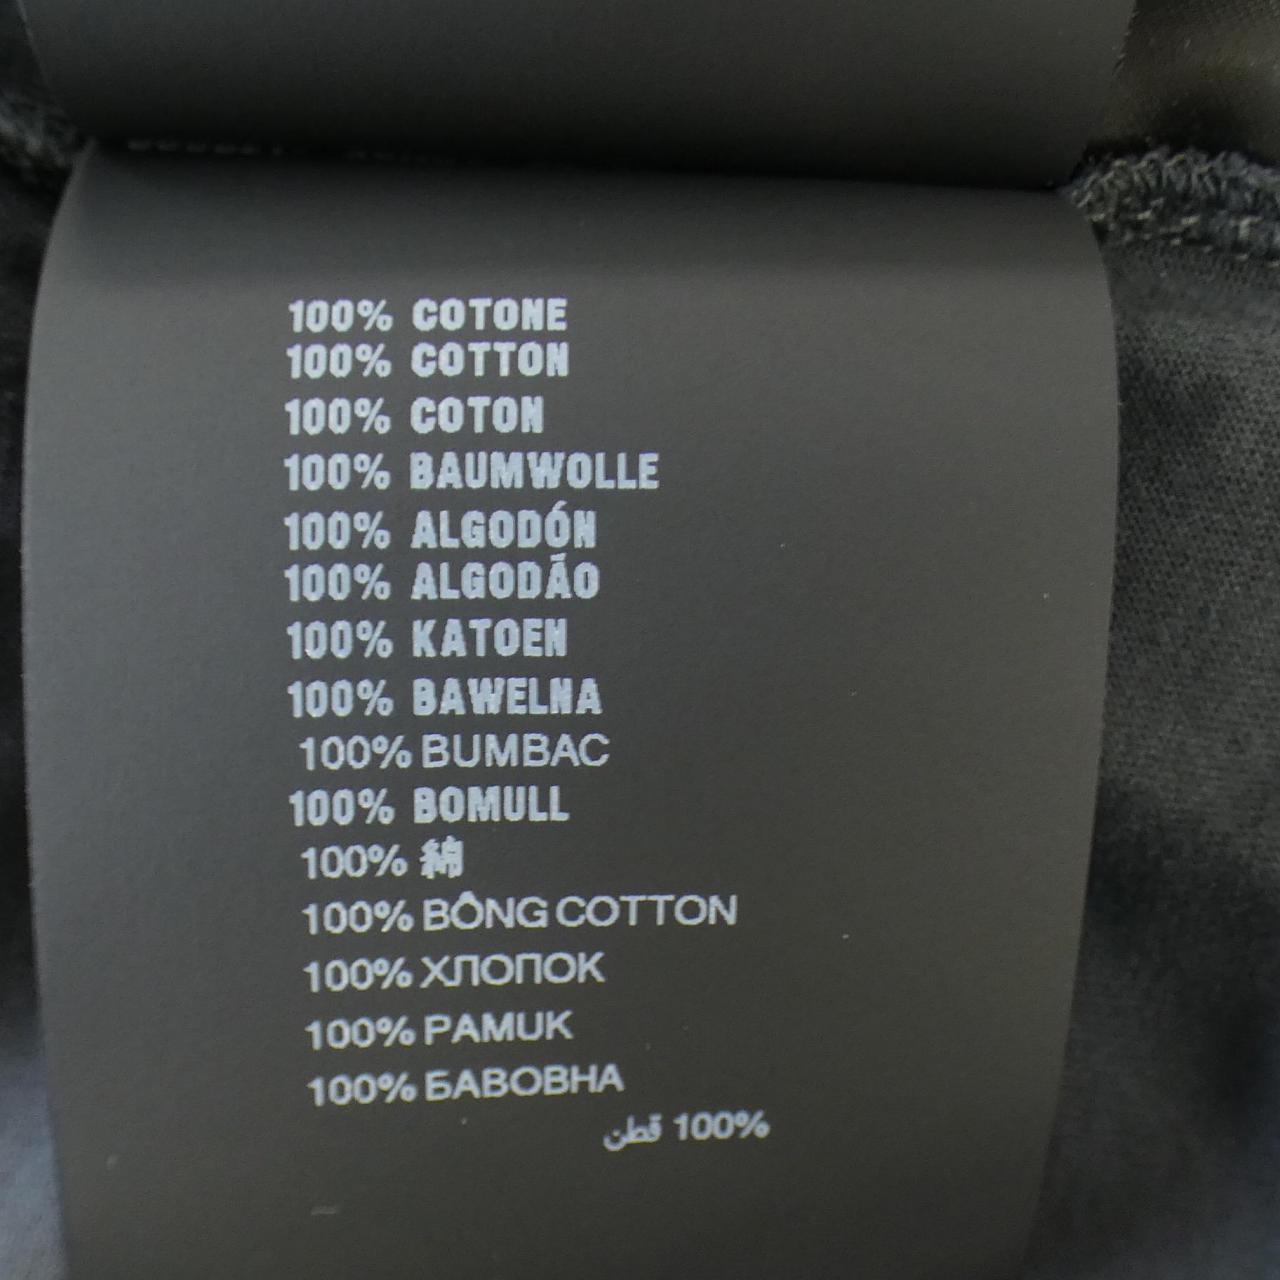 100% COTONE
100% COTTON
100% COTON
100% BAUMWOLLE
100% ALGODÓN
100% ALGODÃO
100% KATOEN
100% BAWELNA
100% BUMBAC
100% BOMULL
100% 綿
100% BÔNG COTTON
100% ХЛОПОК
100% PAMUK
100% БАВОВНА
100% قطن